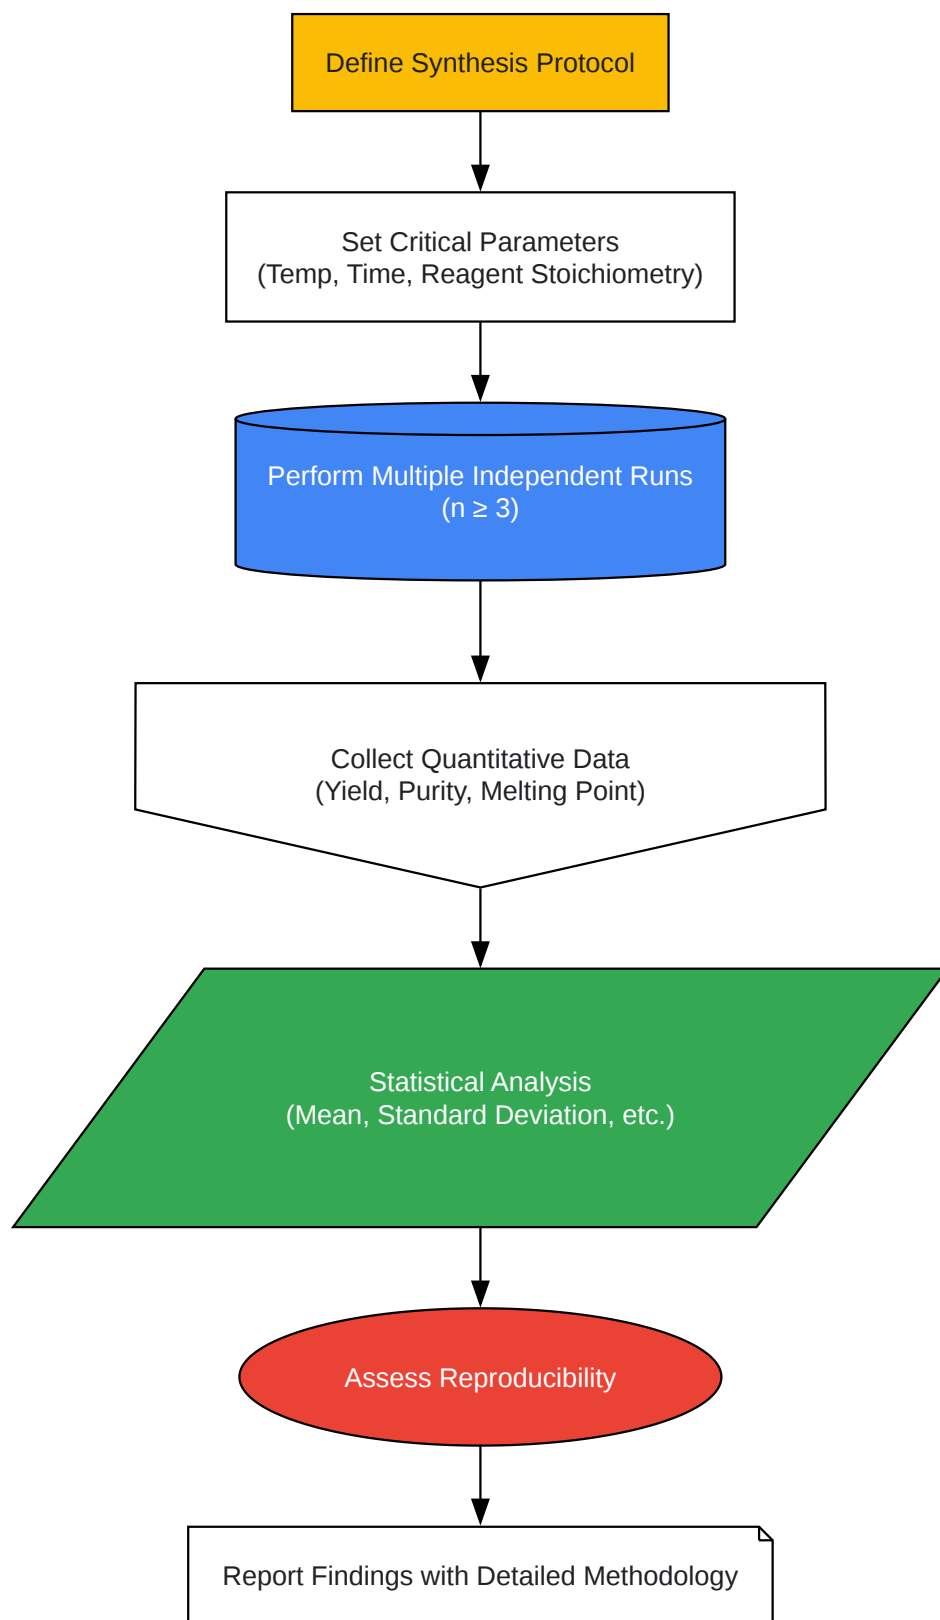 Define Synthesis Protocol
Set Critical Parameters
(Temp, Time, Reagent Stoichiometry)
Perform Multiple Independent Runs
(n ≥ 3)
Collect Quantitative Data
(Yield, Purity, Melting Point)
Statistical Analysis
(Mean, Standard Deviation, etc.)
Assess Reproducibility
Report Findings with Detailed Methodology